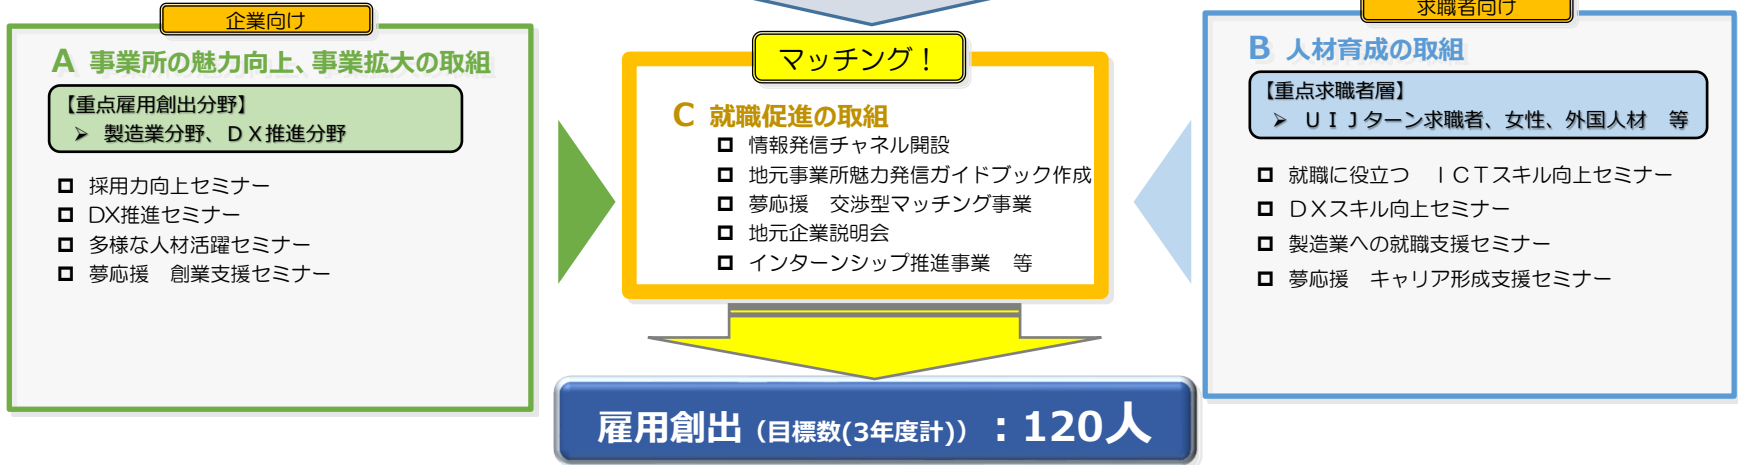 企業向け
A 事業所の魅力向上、事業拡大の取組
【重点雇用創出分野】
➢ 製造業分野、DX推進分野
採用力向上セミナー
DX推進セミナー
多様な人材活躍セミナー
夢応援　創業支援セミナー
マッチング！
C 就職促進の取組
情報発信チャネル開設
地元事業所魅力発信ガイドブック作成
夢応援　交渉型マッチング事業
地元企業説明会
インターンシップ推進事業　等
求職者向け
B 人材育成の取組
【重点求職者層】
➢ UIJターン求職者、女性、外国人材　等
就職に役立つ　ICTスキル向上セミナー
DXスキル向上セミナー
製造業への就職支援セミナー
夢応援　キャリア形成支援セミナー
雇用創出（目標数(3年度計)）：120人